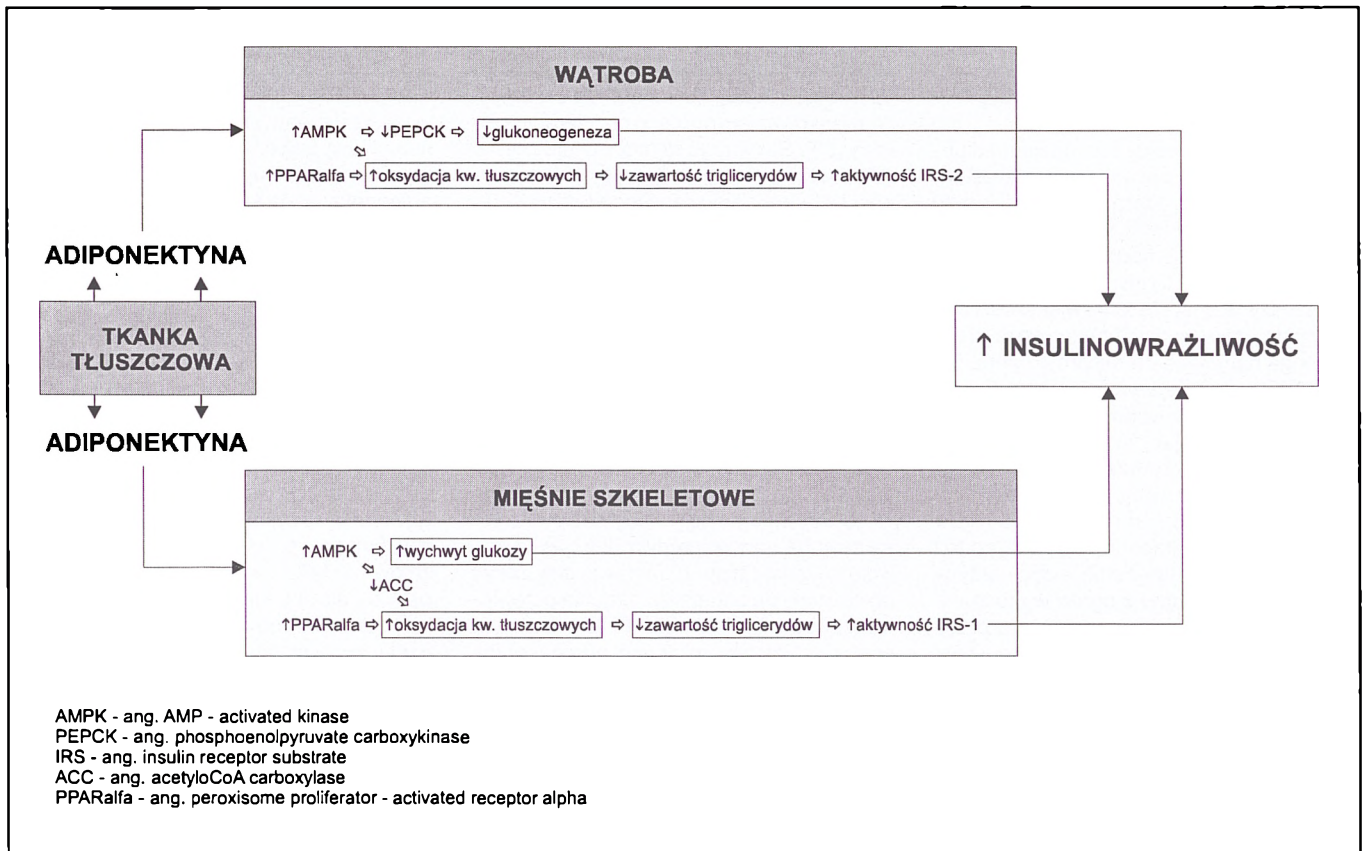 WĄTROBA
↑AMPK ⇨ ↓PEPCK ⇨ ↓glukoneogeneza
↑PPARalfa ⇨ ↑oksydacja kw. tłuszczowych ⇨ ↓zawartość triglicerydów ⇨ ↑aktywność IRS-2
ADIPONEKTYNA
TKANKA
TŁUSZCZOWA
↑ INSULINOWRAŻLIWOŚĆ
ADIPONEKTYNA
MIĘŚNIE SZKIELETOWE
↑AMPK ⇨ ↑wychwyt glukozy
↓ACC
↑PPARalfa ⇨ ↑oksydacja kw. tłuszczowych ⇨ ↓zawartość triglicerydów ⇨ ↑aktywność IRS-1
AMPK - ang. AMP - activated kinase
PEPCK - ang. phosphoenolpyruvate carboxykinase
IRS - ang. insulin receptor substrate
ACC - ang. acetyloCoA carboxylase
PPARalfa - ang. peroxisome proliferator - activated receptor alpha